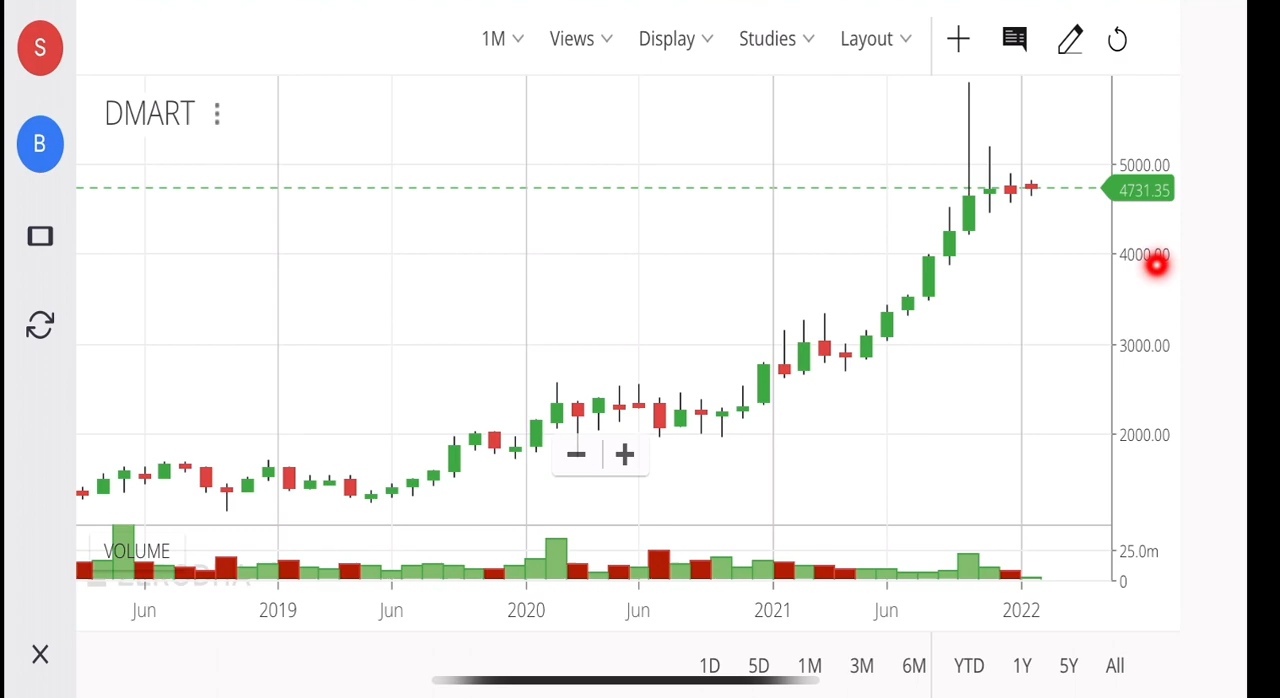 S
1M Views Display Studies Layout
B
DMART
5000.00
4731.35
4000.00
3000.00
2000.00
VOLUME
25.0m
0
Jun 2019 Jun 2020 Jun 2021 Jun 2022
1D 5D 1M 3M 6M YTD 1Y 5Y All